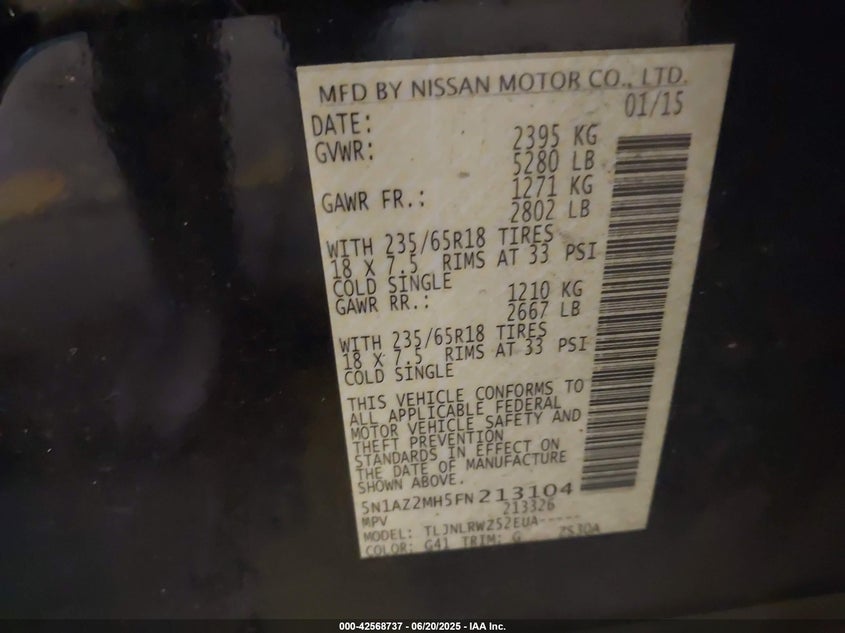 MFD BY NISSAN MOTOR CO., LTD.
DATE: 01/15
GVWR: 2395 KG
5280 LB
GAWR FR.: 1271 KG
2802 LB
WITH 235/65R18 TIRES
18 X 7.5 RIMS AT 33 PSI
COLD SINGLE
GAWR RR.: 1210 KG
2667 LB
WITH 235/65R18 TIRES
18 X 7.5 RIMS AT 33 PSI
COLD SINGLE
THIS VEHICLE CONFORMS TO
ALL APPLICABLE FEDERAL
MOTOR VEHICLE SAFETY AND
THEFT PREVENTION
STANDARDS IN EFFECT ON
THE DATE OF MANUFACTURE
SHOWN ABOVE.
5N1AZ2MH5FN213104
213326
MPV
MODEL: TLJNLRWZ52EUA-----
COLOR: G41 TRIM: G ZS30A
000-42568737 - 06/20/2025 - IAA Inc.